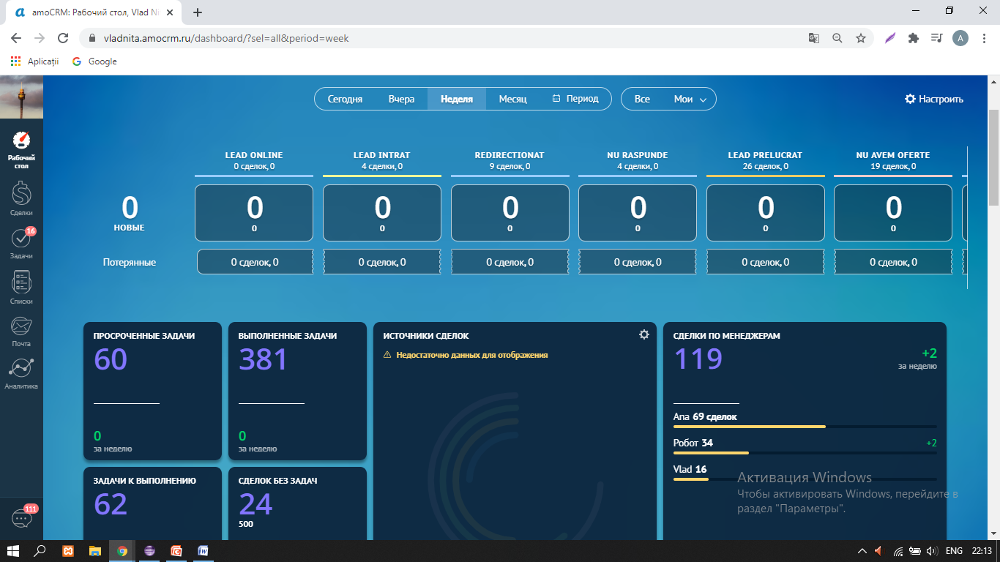 amoCRM: Рабочий стол, Vlad Ni
vladnita.amocrm.ru/dashboard/?sel=all&period=week
A
Aplicații
Google
Сегодня
Вчера
Неделя
Месяц
Период
Все
Мои
Настроить
Рабочий
стол
Сделки
16
Задачи
Списки
Почта
Аналитика
111
LEAD ONLINE
0 сделок, 0
LEAD INTRAT
4 сделки, 0
REDIRECTIONAT
9 сделок, 0
NU RASPUNDE
4 сделки, 0
LEAD PRELUCRAT
26 сделок, 0
NU AVEM OFERTE
19 сделок, 0
0
НОВЫЕ
0
0
0
0
0
0
0
0
0
0
0
0
Потерянные
0 сделок, 0
0 сделок, 0
0 сделок, 0
0 сделок, 0
0 сделок, 0
0 сделок, 0
ПРОСРОЧЕННЫЕ ЗАДАЧИ
60
0
за неделю
ВЫПОЛНЕННЫЕ ЗАДАЧИ
381
0
за неделю
ИСТОЧНИКИ СДЕЛОК
Недостаточно данных для отображения
СДЕЛКИ ПО МЕНЕДЖЕРАМ
119
+2
за неделю
Ana 69 сделок
Робот 34
+2
Vlad 16
ЗАДАЧИ К ВЫПОЛНЕНИЮ
62
СДЕЛОК БЕЗ ЗАДАЧ
24
500
Активация Windows
Чтобы активировать Windows, перейдите в
раздел "Параметры".
ENG
22:13